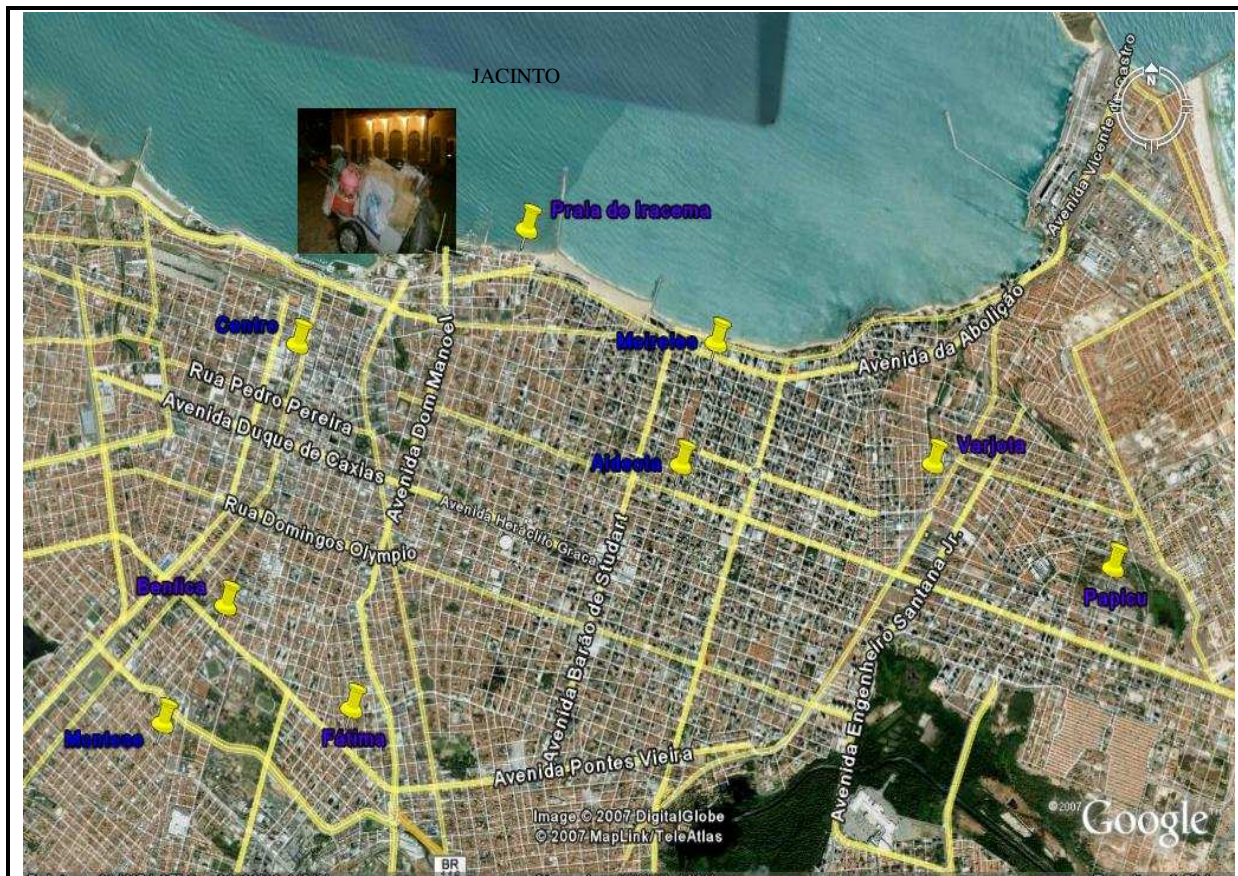 JACINTO
N
Avenida Vicente de Castro
Praia de Iracema
Centro
Meireles
Avenida da Abolição
Rua Pedro Pereira
Avenida Dom Manoel
Avenida Duque de Caxias
Aldeota
Varjota
Avenida Heráclito Graça
Rua Domingos Olympio
Avenida Barão de Studart
Avenida Engenheiro Santana Jr.
Benfica
Papicu
Montese
Fátima
Avenida Pontes Vieira
Image © 2007 DigitalGlobe
© 2007 MapLink/TeleAtlas
©2007 Google
BR